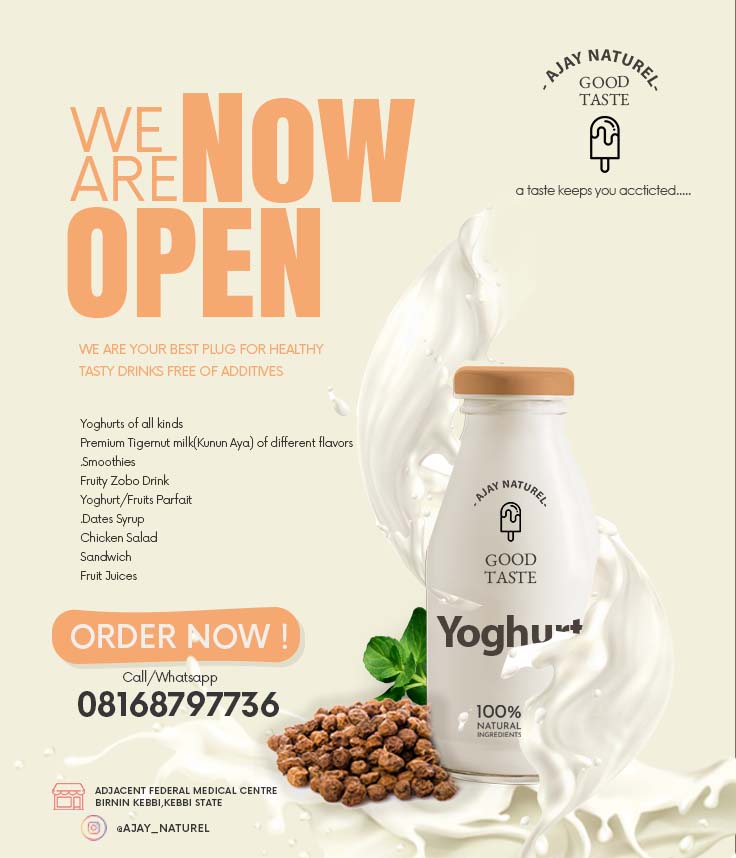 - AJAY NATUREL -
GOOD
TASTE
a taste keeps you accticted.....
WE
ARE NOW
OPEN
WE ARE YOUR BEST PLUG FOR HEALTHY
TASTY DRINKS FREE OF ADDITIVES
Yoghurts of all kinds
Premium Tigernut milk(Kunun Aya) of different flavors
.Smoothies
Fruity Zobo Drink
Yoghurt/Fruits Parfait
.Dates Syrup
Chicken Salad
Sandwich
Fruit Juices
- AJAY NATUREL -
GOOD
TASTE
Yoghurt
100%
NATURAL
INGREDIENTS
ORDER NOW !
Call/Whatsapp
08168797736
ADJACENT FEDERAL MEDICAL CENTRE
BIRNIN KEBBI,KEBBI STATE
@AJAY_NATUREL